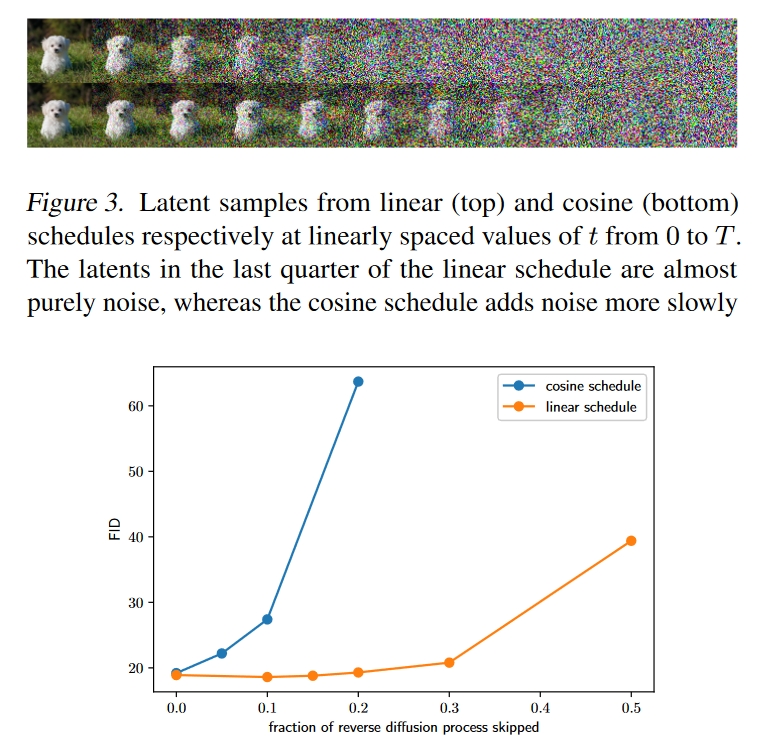 Figure 3. Latent samples from linear (top) and cosine (bottom)
schedules respectively at linearly spaced values of t from 0 to T.
The latents in the last quarter of the linear schedule are almost
purely noise, whereas the cosine schedule adds noise more slowly
cosine schedule
linear schedule
60
50
40
30
20
FID
0.0 0.1 0.2 0.3 0.4 0.5
fraction of reverse diffusion process skipped